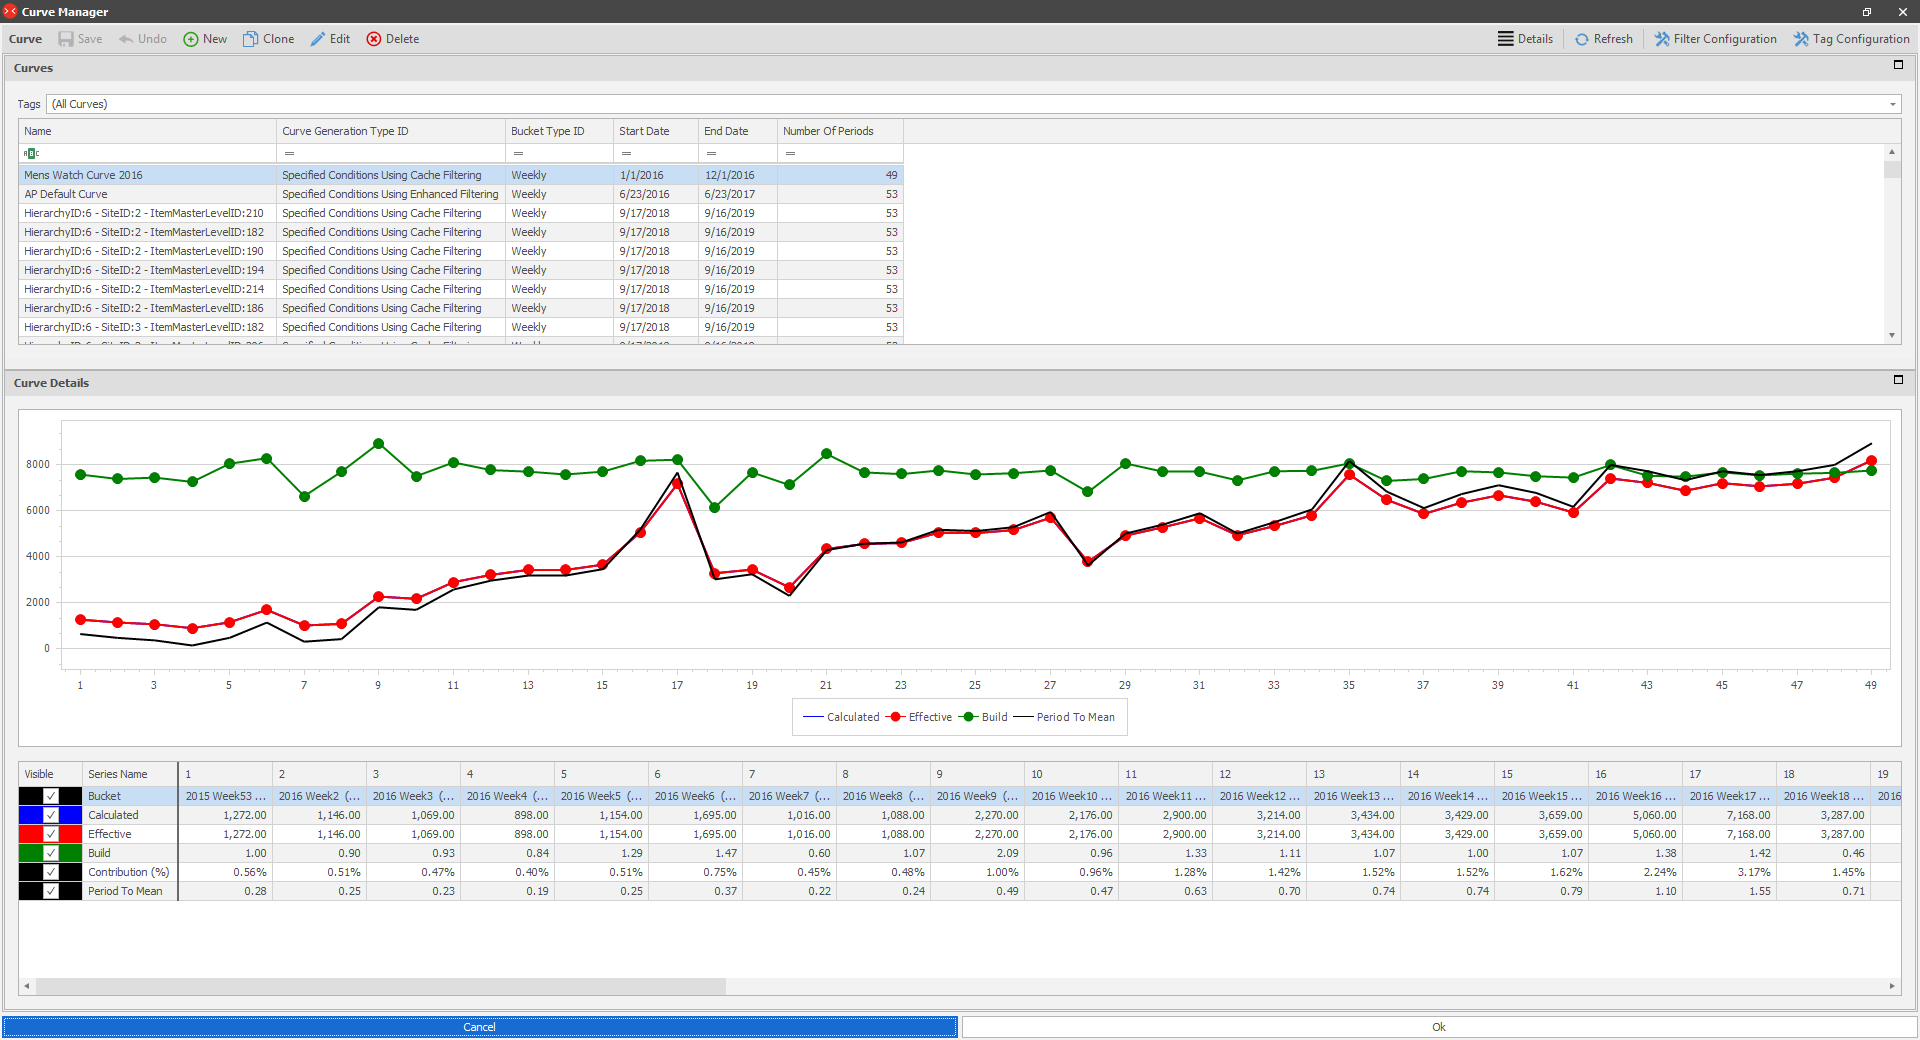 Curve Manager
Curve Save Undo New Clone Edit Delete Details Refresh Filter Configuration Tag Configuration
Curves
Tags (All Curves)
Name Curve Generation Type ID Bucket Type ID Start Date End Date Number Of Periods
ABC = = = = =
Mens Watch Curve 2016 Specified Conditions Using Cache Filtering Weekly 1/1/2016 12/1/2016 49
AP Default Curve Specified Conditions Using Enhanced Filtering Weekly 6/23/2016 6/23/2017 53
HierarchyID:6 - SiteID:2 - ItemMasterLevelID:210 Specified Conditions Using Cache Filtering Weekly 9/17/2018 9/16/2019 53
HierarchyID:6 - SiteID:2 - ItemMasterLevelID:182 Specified Conditions Using Cache Filtering Weekly 9/17/2018 9/16/2019 53
HierarchyID:6 - SiteID:2 - ItemMasterLevelID:190 Specified Conditions Using Cache Filtering Weekly 9/17/2018 9/16/2019 53
HierarchyID:6 - SiteID:2 - ItemMasterLevelID:194 Specified Conditions Using Cache Filtering Weekly 9/17/2018 9/16/2019 53
HierarchyID:6 - SiteID:2 - ItemMasterLevelID:214 Specified Conditions Using Cache Filtering Weekly 9/17/2018 9/16/2019 53
HierarchyID:6 - SiteID:2 - ItemMasterLevelID:186 Specified Conditions Using Cache Filtering Weekly 9/17/2018 9/16/2019 53
HierarchyID:6 - SiteID:3 - ItemMasterLevelID:182 Specified Conditions Using Cache Filtering Weekly 9/17/2018 9/16/2019 53
Curve Details
8000
6000
4000
2000
0
1 3 5 7 9 11 13 15 17 19 21 23 25 27 29 31 33 35 37 39 41 43 45 47 49
Calculated Effective Build Period To Mean
Visible Series Name 1 2 3 4 5 6 7 8 9 10 11 12 13 14 15 16 17 18 19
Bucket 2015 Week53 ... 2016 Week2 (... 2016 Week3 (... 2016 Week4 (... 2016 Week5 (... 2016 Week6 (... 2016 Week7 (... 2016 Week8 (... 2016 Week9 (... 2016 Week10 ... 2016 Week11 ... 2016 Week12 ... 2016 Week13 ... 2016 Week14 ... 2016 Week15 ... 2016 Week16 ... 2016 Week17 ... 2016 Week18 ... 2016
Calculated 1,272.00 1,146.00 1,069.00 898.00 1,154.00 1,695.00 1,016.00 1,088.00 2,270.00 2,176.00 2,900.00 3,214.00 3,434.00 3,429.00 3,659.00 5,060.00 7,168.00 3,287.00
Effective 1,272.00 1,146.00 1,069.00 898.00 1,154.00 1,695.00 1,016.00 1,088.00 2,270.00 2,176.00 2,900.00 3,214.00 3,434.00 3,429.00 3,659.00 5,060.00 7,168.00 3,287.00
Build 1.00 0.90 0.93 0.84 1.29 1.47 0.60 1.07 2.09 0.96 1.33 1.11 1.07 1.00 1.07 1.38 1.42 0.46
Contribution (%) 0.56% 0.51% 0.47% 0.40% 0.51% 0.75% 0.45% 0.48% 1.00% 0.96% 1.28% 1.42% 1.52% 1.52% 1.62% 2.24% 3.17% 1.45%
Period To Mean 0.28 0.25 0.23 0.19 0.25 0.37 0.22 0.24 0.49 0.47 0.63 0.70 0.74 0.74 0.79 1.10 1.55 0.71
Cancel Ok